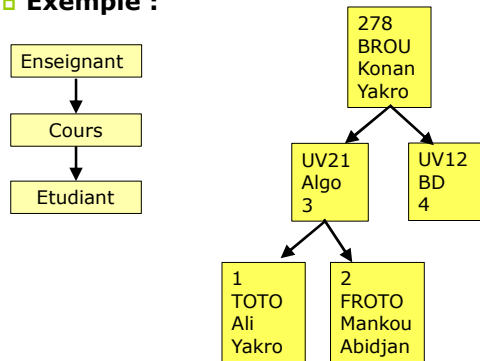 Exemple :
Enseignant
Cours
Etudiant
278
BROU
Konan
Yakro
UV21
Algo
3
UV12
BD
4
1
TOTO
Ali
Yakro
2
FROTO
Mankou
Abidjan